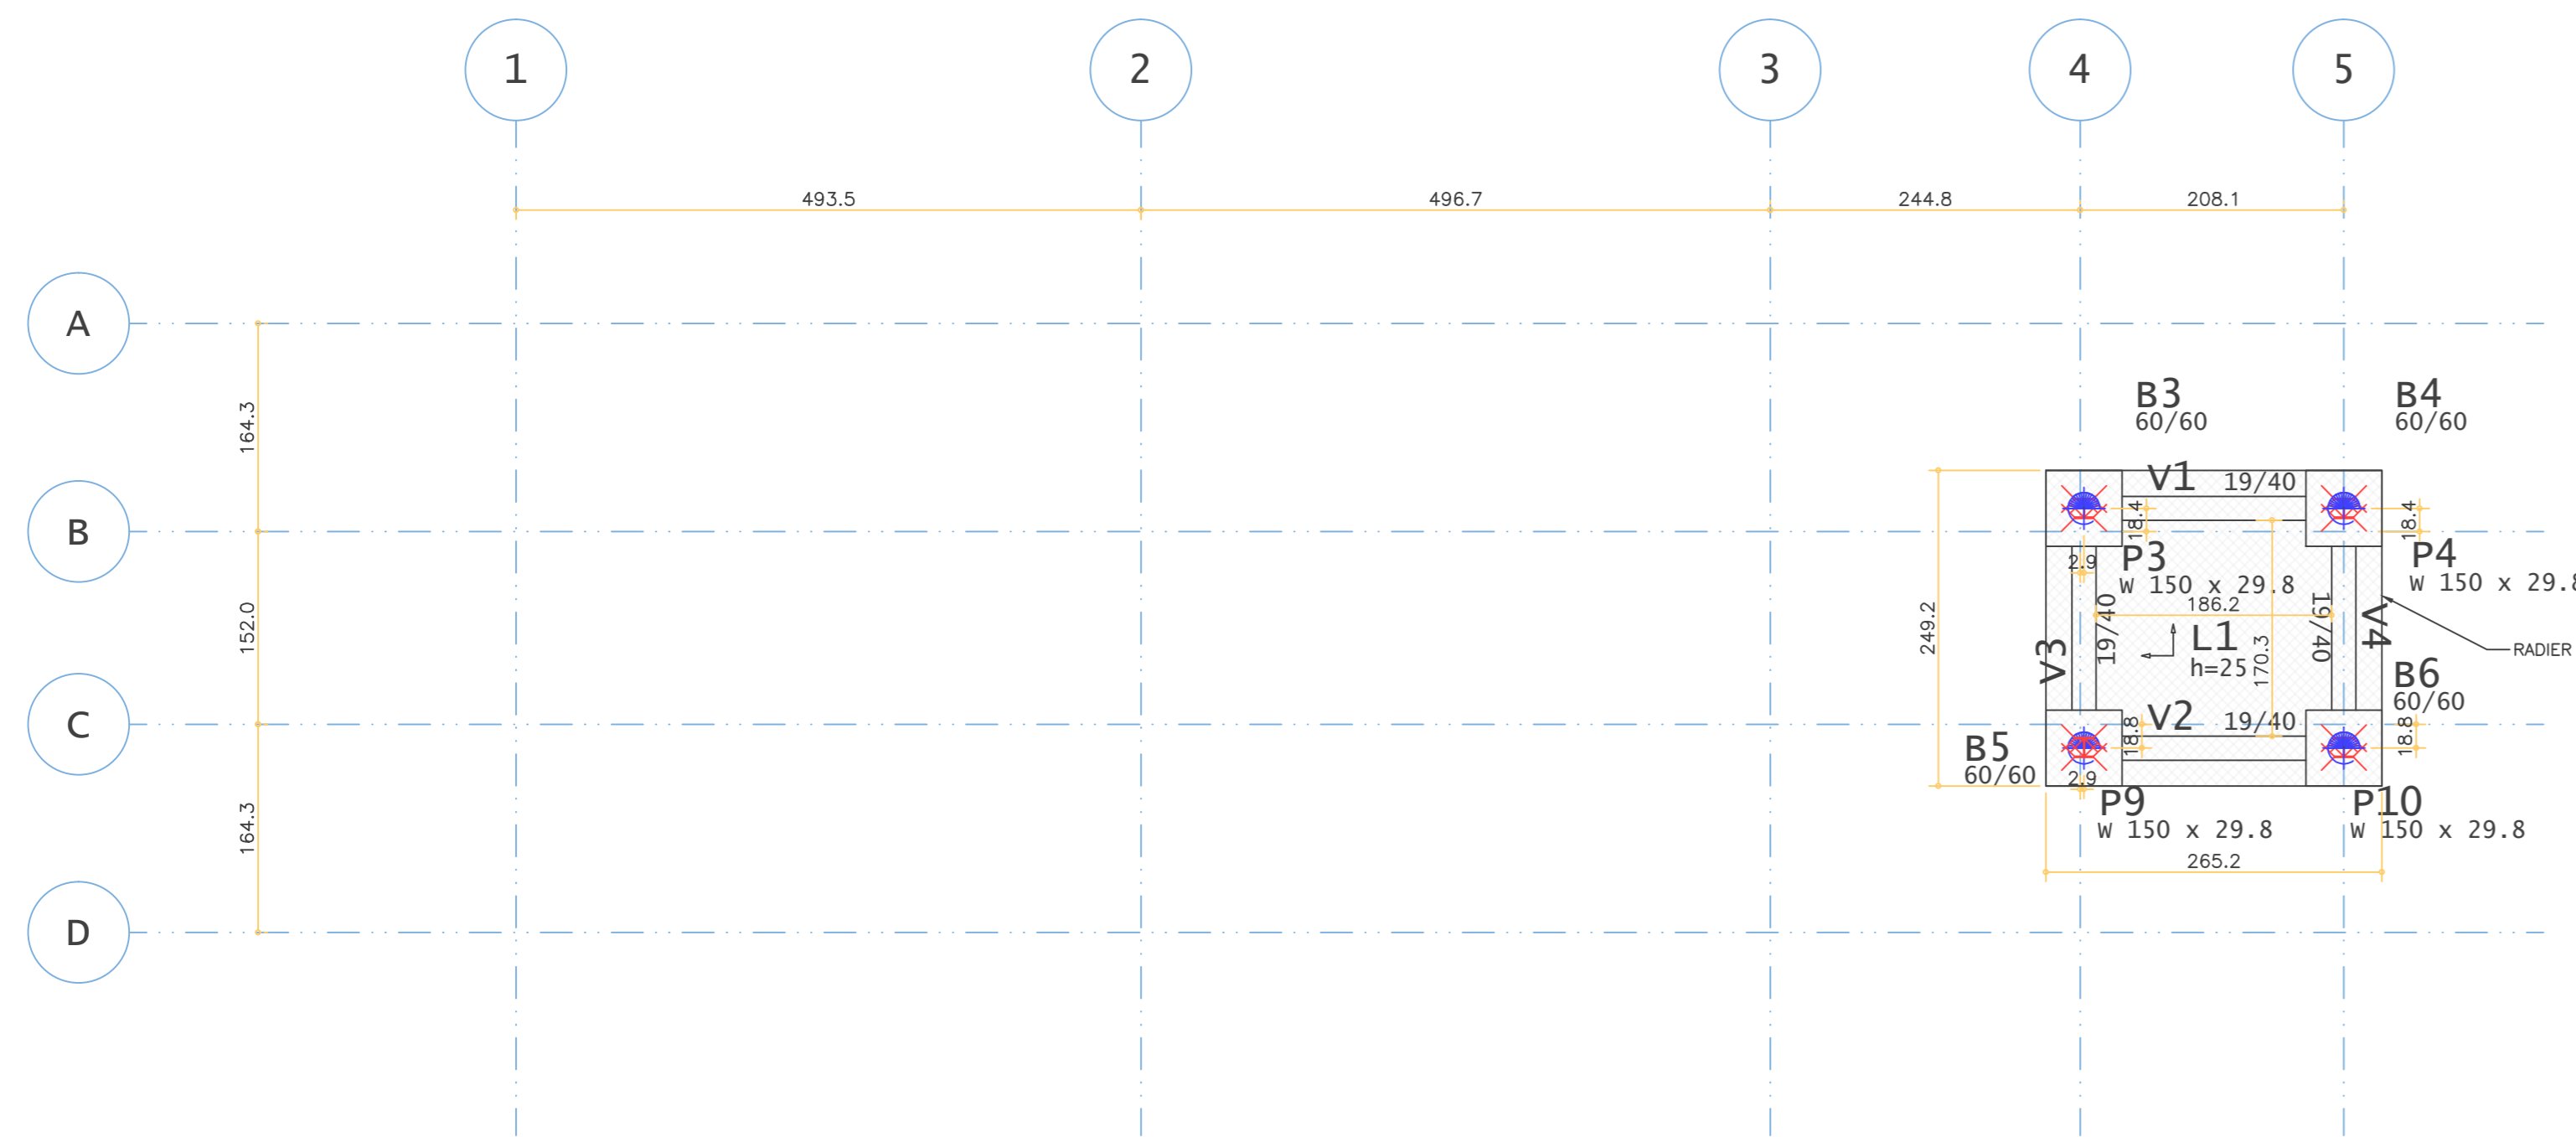 1
2
3
4
5
493.5
496.7
244.8
208.1
A
164.3
B3
60/60
B4
60/60
V1 19/40
18.4
18.4
B
P3
W 150 x 29.8
P4
W 150 x 29.8
2.9
186.2
19/40
19/40
V3
V4
249.2
152.0
L1
h=25
170.3
RADIER
B6
60/60
C
V2 19/40
18.8
18.8
B5
60/60
2.9
P9
W 150 x 29.8
P10
W 150 x 29.8
164.3
265.2
D